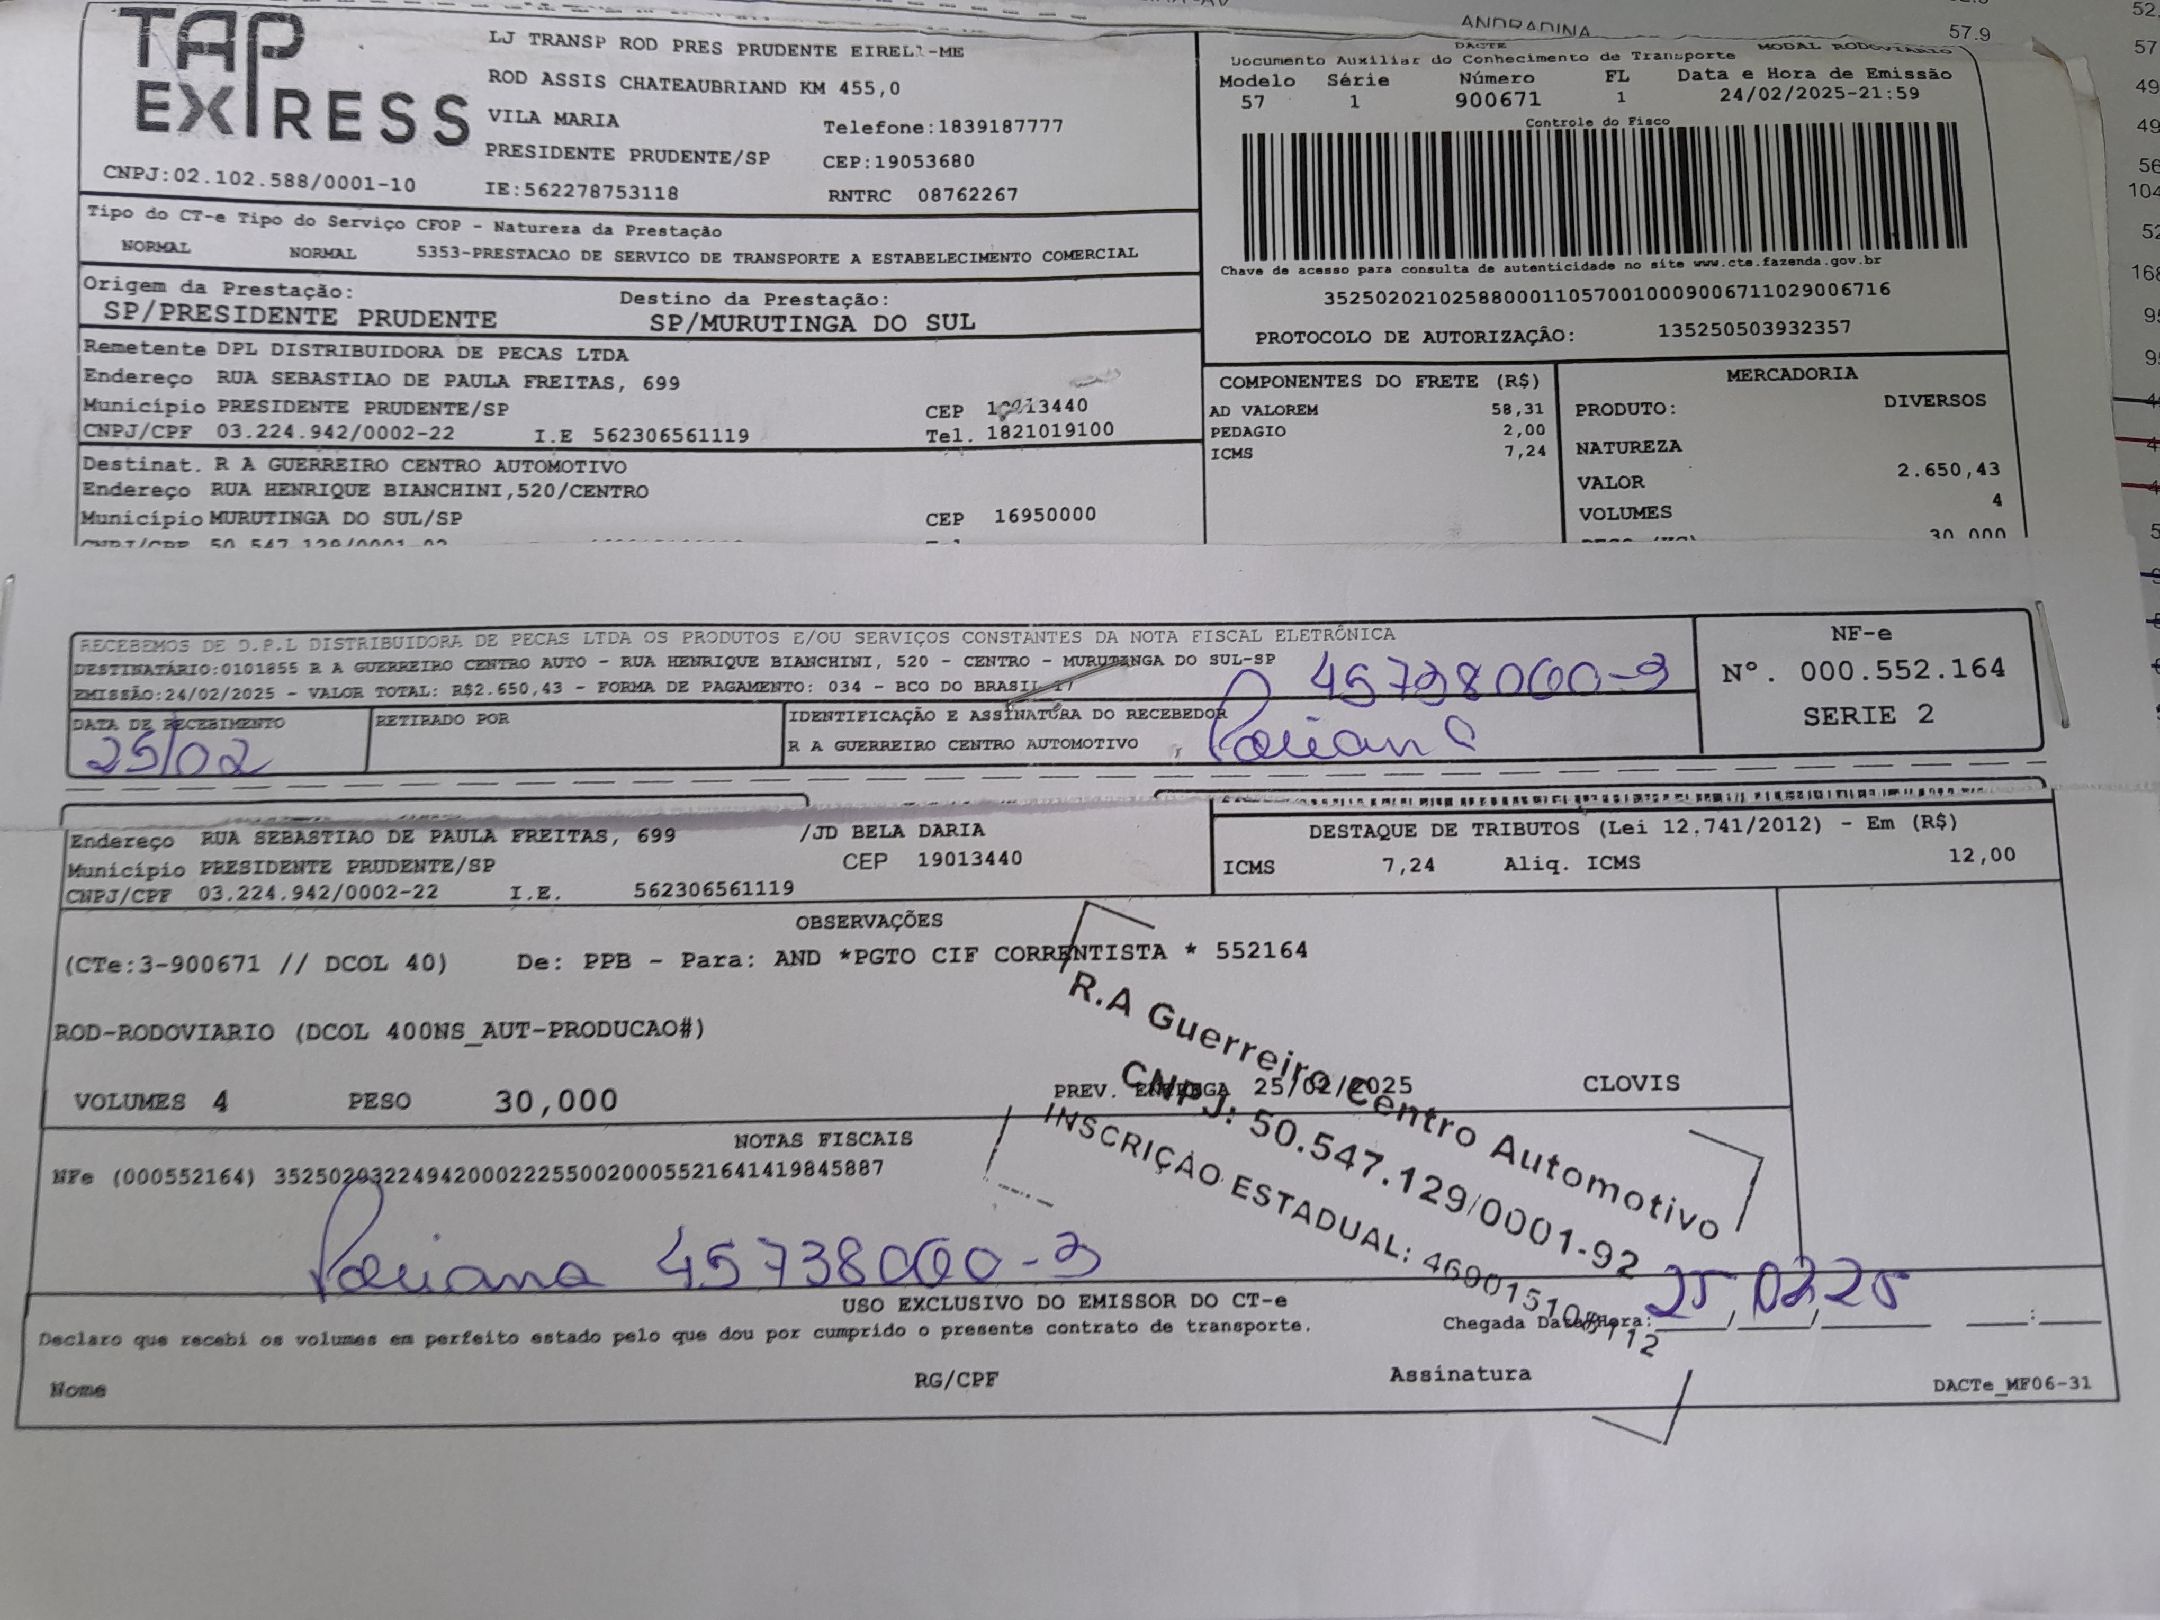 ANDRADINA
57.9
TAP EXPRESS
LJ TRANSP ROD PRES PRUDENTE EIRELI-ME
ROD ASSIS CHATEAUBRIAND KM 455,0
VILA MARIA
Telefone:1839187777
PRESIDENTE PRUDENTE/SP CEP:19053680
CNPJ:02.102.588/0001-10 IE:562278753118 RNTRC 08762267
DACTE MODAL RODOVIARIO
Documento Auxiliar do Conhecimento de Transporte
Modelo Série Número FL Data e Hora de Emissão
57 1 900671 1 24/02/2025-21:59
Controle do Fisco
Chave de acesso para consulta de autenticidade no site www.cte.fazenda.gov.br
35250202102588000110570010009006711029006716
PROTOCOLO DE AUTORIZAÇÃO: 135250503932357
Tipo do CT-e Tipo do Serviço CFOP - Natureza da Prestação
NORMAL NORMAL 5353-PRESTACAO DE SERVICO DE TRANSPORTE A ESTABELECIMENTO COMERCIAL
Origem da Prestação: Destino da Prestação:
SP/PRESIDENTE PRUDENTE SP/MURUTINGA DO SUL
Remetente DPL DISTRIBUIDORA DE PECAS LTDA
Endereço RUA SEBASTIAO DE PAULA FREITAS, 699
Município PRESIDENTE PRUDENTE/SP CEP 19013440
CNPJ/CPF 03.224.942/0002-22 I.E 562306561119 Tel. 1821019100
Destinat. R A GUERREIRO CENTRO AUTOMOTIVO
Endereço RUA HENRIQUE BIANCHINI,520/CENTRO
Município MURUTINGA DO SUL/SP CEP 16950000
COMPONENTES DO FRETE (R$)
AD VALOREM 58,31
PEDAGIO 2,00
ICMS 7,24
MERCADORIA
PRODUTO: DIVERSOS
NATUREZA
VALOR 2.650,43
VOLUMES 4
PESO (KG) 30,000
RECEBEMOS DE D.P.L DISTRIBUIDORA DE PECAS LTDA OS PRODUTOS E/OU SERVIÇOS CONSTANTES DA NOTA FISCAL ELETRÔNICA
DESTINATÁRIO:0101855 R A GUERREIRO CENTRO AUTO - RUA HENRIQUE BIANCHINI, 520 - CENTRO - MURUTINGA DO SUL-SP
EMISSÃO:24/02/2025 - VALOR TOTAL: R$2.650,43 - FORMA DE PAGAMENTO: 034 - BCO DO BRASIL 17
45738060-3
DATA DE RECEBIMENTO RETIRADO POR IDENTIFICAÇÃO E ASSINATURA DO RECEBEDOR
25/02
R A GUERREIRO CENTRO AUTOMOTIVO
NF-e
Nº. 000.552.164
SERIE 2
Endereço RUA SEBASTIAO DE PAULA FREITAS, 699 /JD BELA DARIA
Município PRESIDENTE PRUDENTE/SP CEP 19013440
CNPJ/CPF 03.224.942/0002-22 I.E. 562306561119
DESTAQUE DE TRIBUTOS (Lei 12.741/2012) - Em (R$)
ICMS 7,24 Aliq. ICMS 12,00
OBSERVAÇÕES
(CTe:3-900671 // DCOL 40) De: PPB - Para: AND *PGTO CIF CORRENTISTA * 552164
ROD-RODOVIARIO (DCOL 400NS_AUT-PRODUCAO#)
VOLUMES 4 PESO 30,000 PREV. ENTREGA 25/02/2025 CLOVIS
R.A Guerreiro Centro Automotivo
CNPJ: 50.547.129/0001-92
INSCRIÇÃO ESTADUAL:
NOTAS FISCAIS
NFe (000552164) 35250203224942000222550020005521641419845887
45738060-3
USO EXCLUSIVO DO EMISSOR DO CT-e
Declaro que recebi os volumes em perfeito estado pelo que dou por cumprido o presente contrato de transporte.
Chegada Data/Hora: 25/02/25
Nome RG/CPF Assinatura
DACTe_MF06-31